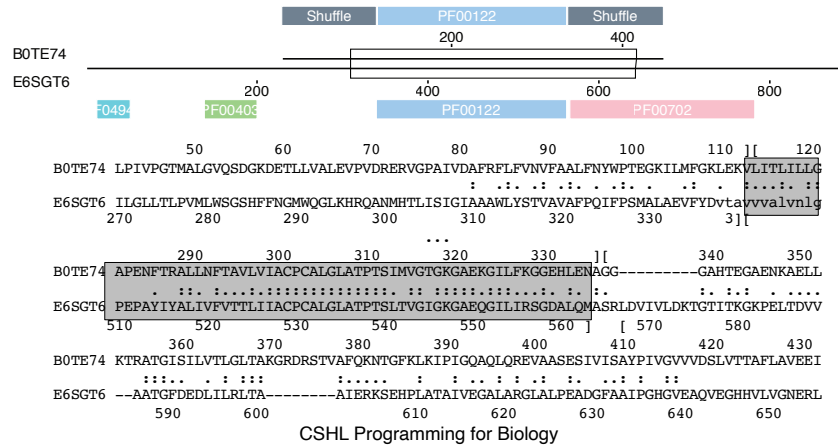 Shuffle PF00122 Shuffle
200 400
B0TE74
E6SGT6
200 400 600 800
F0494 PF00403 PF00122 PF00702
50 60 70 80 90 100 110 ][ 120
B0TE74 LPIVPGTMALGVQSDGKDETLLVALEVPVDRERVGPAIVDAFRFLFVNVFAALFNYWPTEGKILMFGKLEKVLITLILLG
E6SGT6 ILGLLTLPVMLWSGSHFFNGMWQGLKHRQANMHTLISIGIAAAWLYSTVAVAFPQIFPSMALAEVFYDvtavvvalvnlg
270 280 290 300 310 320 330 3][
...
290 300 310 320 330 ][ 340 350
B0TE74 APENFTRALLNFTAVLVIACPCALGLATPTSIMVGTGKGAEKGILFKGGEHLENAGG---------GAHTEGAENKAELL
E6SGT6 PEPAYIYALIVFVTTLIIACPCALGLATPTSLTVGIGKGAEQGILIRSGDALQMASRLDVIVLDKTGTITKGKPELTDVV
510 520 530 540 550 560 ] [ 570 580
360 370 380 390 400 410 420 430
B0TE74 KTRATGISILVTLGLTAKGRDRSTVAFQKNTGFKLKIPIGQAQLQREVAASESIVISAYPIVGVVVDSLVTTAFLAVEEI
E6SGT6 --AATGFDEDLILRLTA--------AIERKSEHPLATAIVEGALARGLALPEADGFAAIPGHGVEAQVEGHHVLVGNERL
590 600 610 620 630 640 650
CSHL Programming for Biology